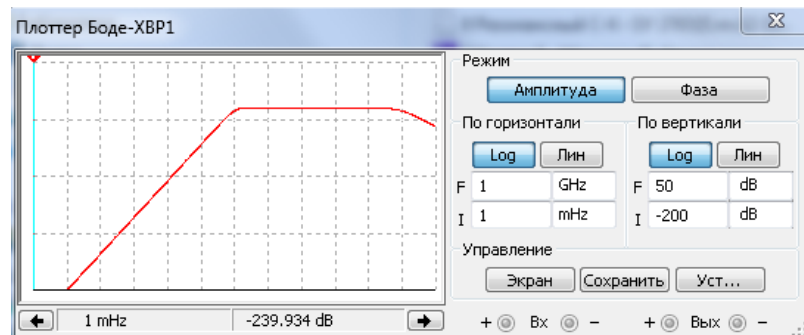 Плоттер Боде-XBP1
Режим
Амплитуда Фаза
По горизонтали По вертикали
Log Лин Log Лин
F 1 GHz F 50 dB
I 1 mHz I -200 dB
Управление
Экран Сохранить Уст...
1 mHz -239.934 dB
+ Вх - + Вых -